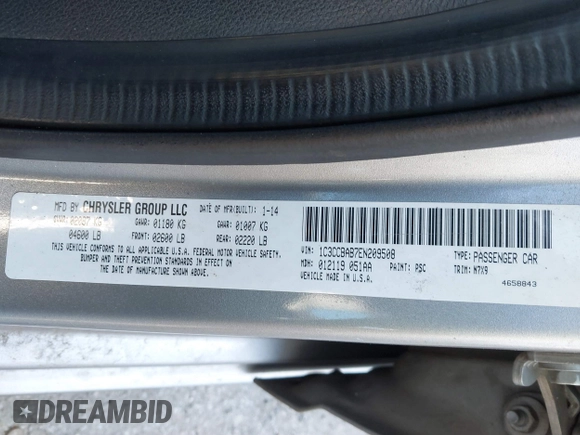 MFD BY CHRYSLER GROUP LLC DATE OF MFR(BUILT): 1-14
GVWR: 02087 KG GAWR: 01180 KG GAWR: 01007 KG
04600 LB FRONT: 02600 LB REAR: 02220 LB
THIS VEHICLE CONFORMS TO ALL APPLICABLE U.S.A. FEDERAL MOTOR VEHICLE SAFETY,
BUMPER AND THEFT PREVENTION STANDARDS IN EFFECT ON
THE DATE OF MANUFACTURE SHOWN ABOVE.
VIN: 1C3CCBAB7EN209508 TYPE: PASSENGER CAR
MDH: 012119 051AA PAINT: PSC TRIM: M7X9
VEHICLE MADE IN U.S.A. 4658843
DREAMBID